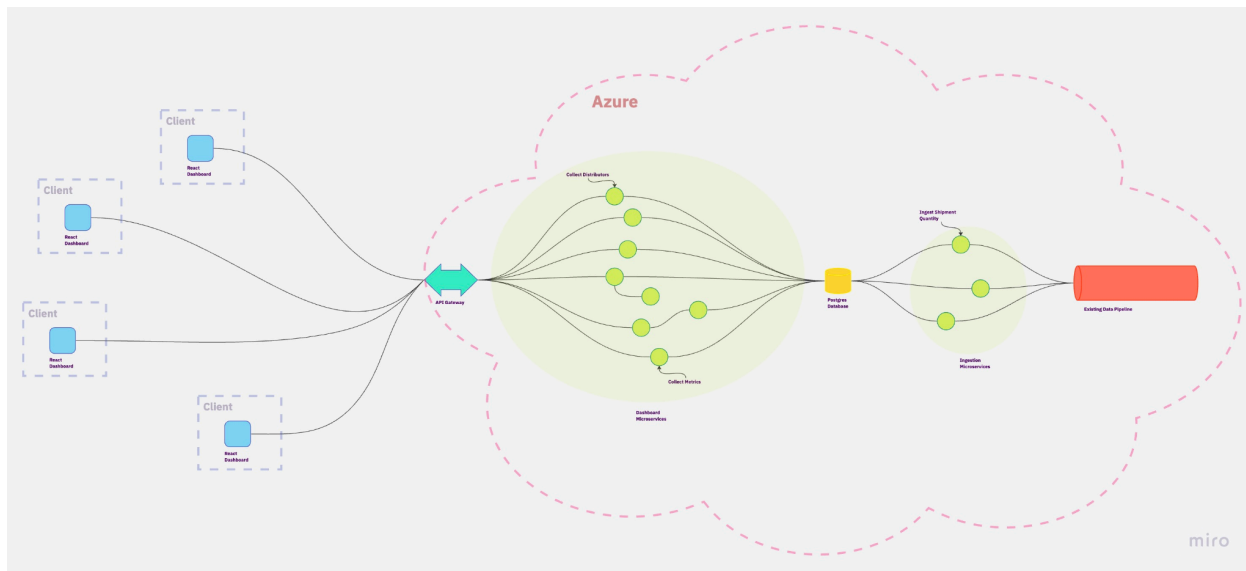 Azure
Client
React
Dashboard
Client
React
Dashboard
Client
React
Dashboard
Client
React
Dashboard
API Gateway
Collect Distributors
Collect Metrics
Dashboard
Microservices
Postgres
Database
Ingest Shipment
Quantity
Ingestion
Microservices
Existing Data Pipeline
miro